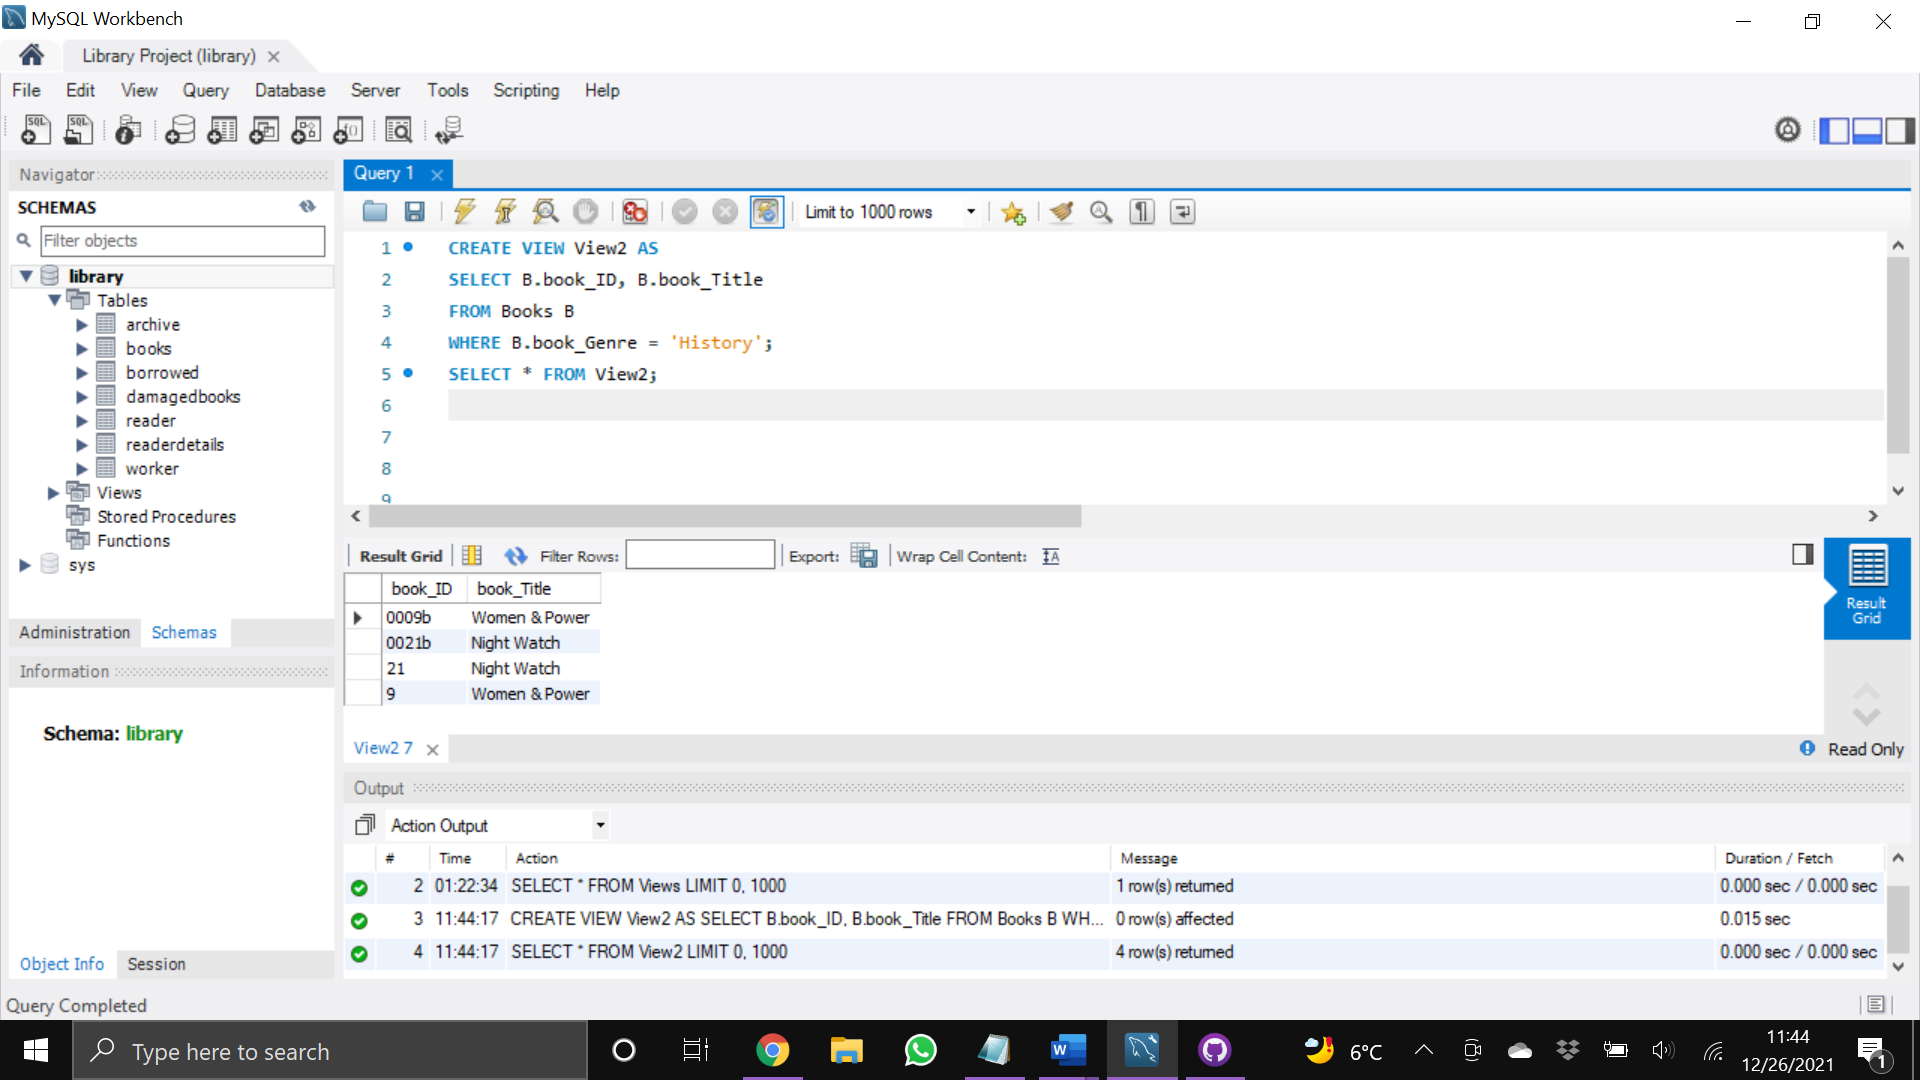 MySQL Workbench
Library Project (library)
File Edit View Query Database Server Tools Scripting Help
Navigator
SCHEMAS
Filter objects
library
Tables
archive
books
borrowed
damagedbooks
reader
readerdetails
worker
Views
Stored Procedures
Functions
sys
Administration Schemas
Information
Schema: library
Object Info Session
Query 1
Limit to 1000 rows
1 CREATE VIEW View2 AS
2 SELECT B.book_ID, B.book_Title
3 FROM Books B
4 WHERE B.book_Genre = 'History';
5 SELECT * FROM View2;
6
7
8
9
Result Grid Filter Rows: Export: Wrap Cell Content:
book_ID book_Title
0009b Women & Power
0021b Night Watch
21 Night Watch
9 Women & Power
Result
Grid
View2 7
Read Only
Output
Action Output
# Time Action Message Duration / Fetch
2 01:22:34 SELECT * FROM Views LIMIT 0, 1000 1 row(s) returned 0.000 sec / 0.000 sec
3 11:44:17 CREATE VIEW View2 AS SELECT B.book_ID, B.book_Title FROM Books B WH... 0 row(s) affected 0.015 sec
4 11:44:17 SELECT * FROM View2 LIMIT 0, 1000 4 row(s) returned 0.000 sec / 0.000 sec
Query Completed
Type here to search
6°C
11:44
12/26/2021
1